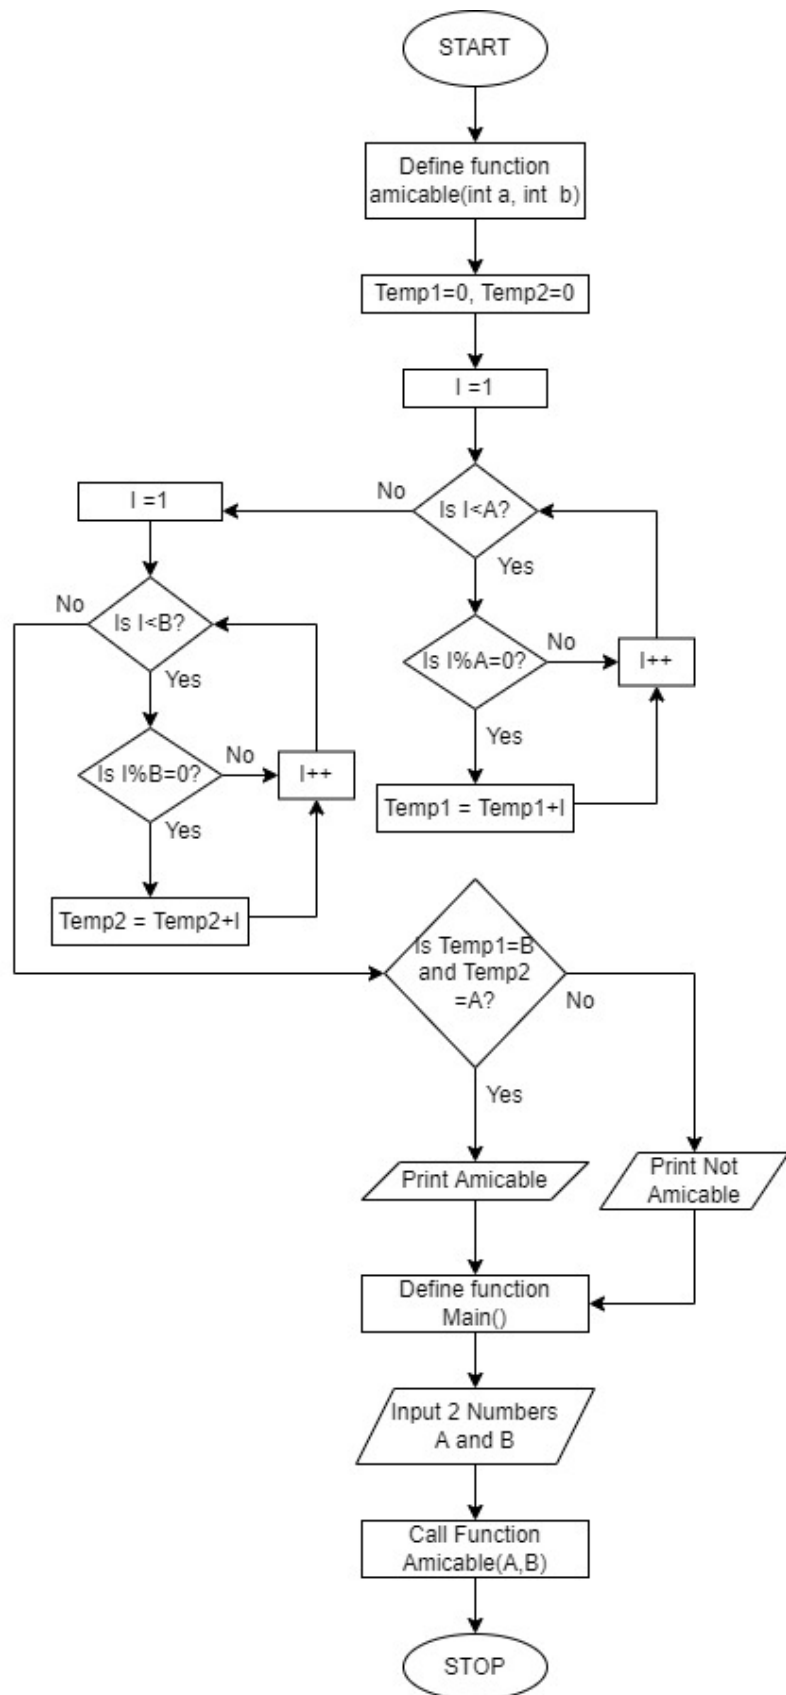 START
Define function
amicable(int a, int  b)
Temp1=0, Temp2=0
I =1
Is I<A?
No
Yes
I =1
Is I%A=0?
No
I++
Yes
Temp1 = Temp1+I
Is I<B?
No
Yes
Is I%B=0?
No
I++
Yes
Temp2 = Temp2+I
Is Temp1=B
and Temp2
=A?
No
Yes
Print Amicable
Print Not
Amicable
Define function
Main()
Input 2 Numbers
A and B
Call Function
Amicable(A,B)
STOP